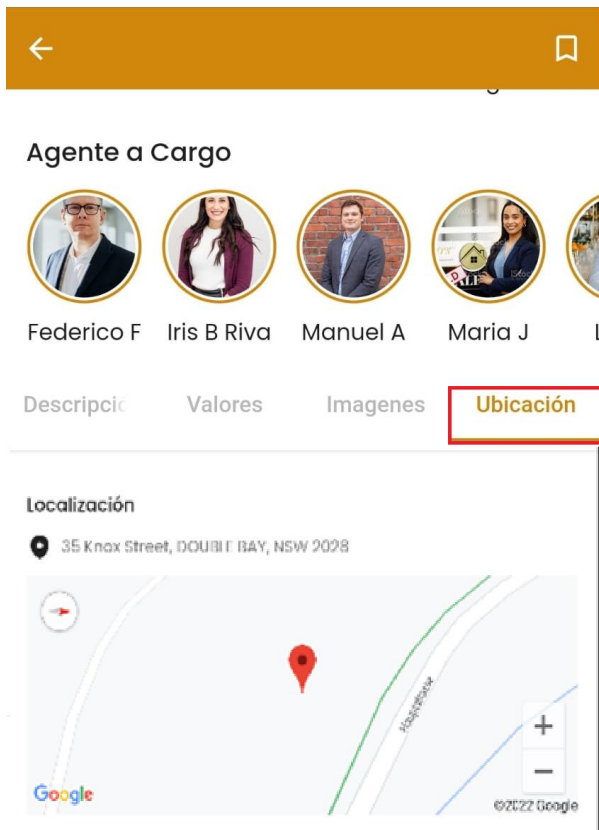 Agente a Cargo
Federico F Iris B Riva Manuel A Maria J L
Descripció Valores Imagenes Ubicación
Localización
35 Knox Street, DOUBLE BAY, NSW 2028
+
−
Google
©2022 Google